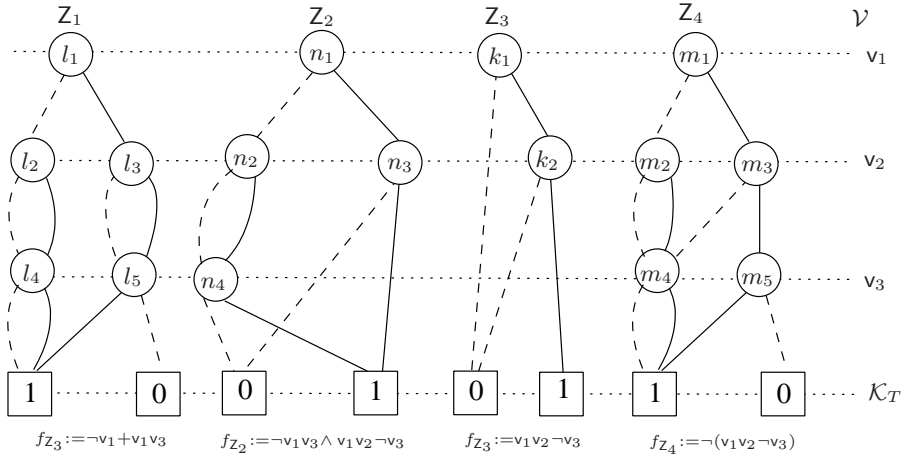 Z1 Z2 Z3 Z4 𝒱
l1 n1 k1 m1 v1
l2 l3 n2 n3 k2 m2 m3 v2
l4 l5 n4 m4 m5 v3
1 0 0 1 0 1 1 0 𝒦T
fZ3:=¬v1+v1v3 fZ2:=¬v1v3∧ v1v2¬v3 fZ3:=v1v2¬v3 fZ4:=¬(v1v2¬v3)